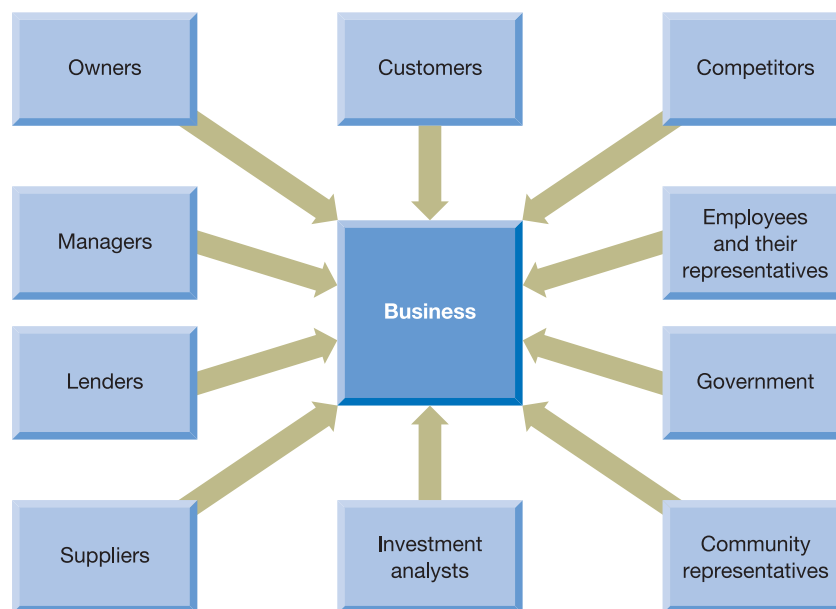 Owners
Customers
Competitors
Managers
Employees
and their
representatives
Business
Lenders
Government
Suppliers
Investment
analysts
Community
representatives